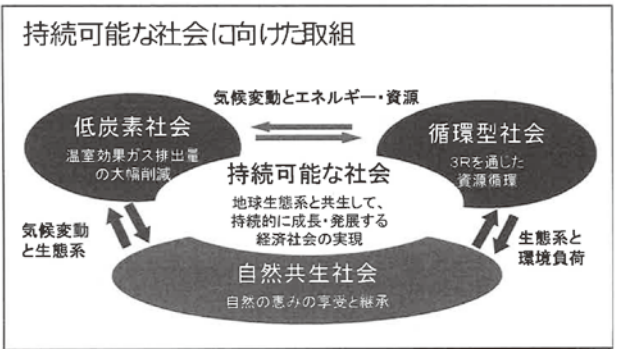 持続可能な社会に向けた取組
気候変動とエネルギー・資源
低炭素社会
温室効果ガス排出量
の大幅削減
循環型社会
3Rを通じた
資源循環
持続可能な社会
地球生態系と共生して、
持続的に成長・発展する
経済社会の実現
気候変動
と生態系
生態系と
環境負荷
自然共生社会
自然の恵みの享受と継承